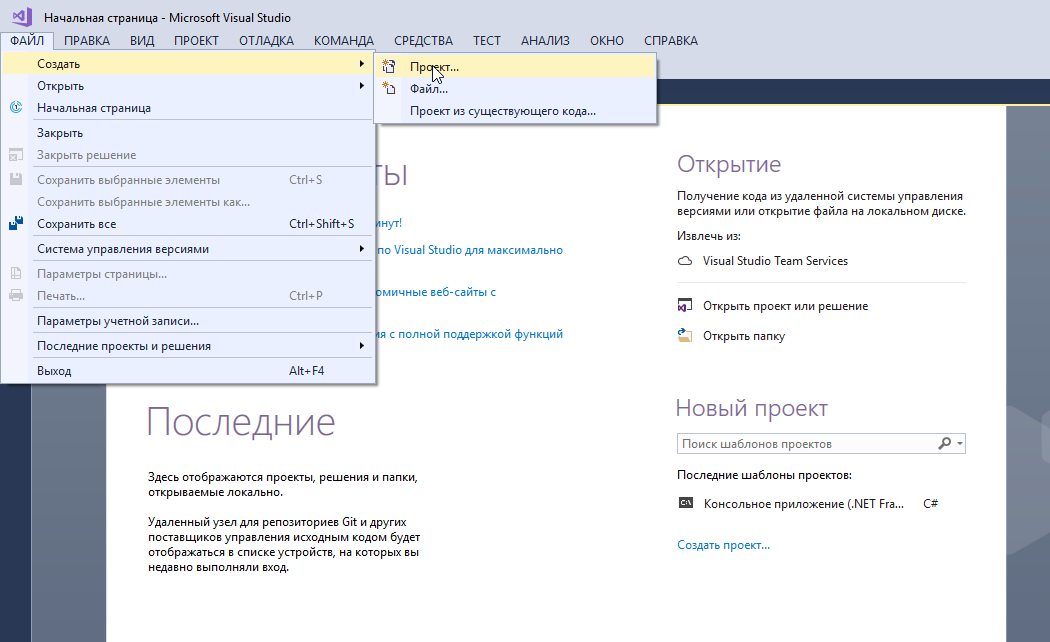 Начальная страница - Microsoft Visual Studio
ФАЙЛ ПРАВКА ВИД ПРОЕКТ ОТЛАДКА КОМАНДА СРЕДСТВА ТЕСТ АНАЛИЗ ОКНО СПРАВКА
Создать
Открыть
Начальная страница
Закрыть
Закрыть решение
Сохранить выбранные элементы Ctrl+S
Сохранить выбранные элементы как...
Сохранить все Ctrl+Shift+S
Система управления версиями
Параметры страницы...
Печать... Ctrl+P
Параметры учетной записи...
Последние проекты и решения
Выход Alt+F4
Проект...
Файл...
Проект из существующего кода...
ты
инут!
по Visual Studio для максимально
омичные веб-сайты с
ия с полной поддержкой функций
Последние
Здесь отображаются проекты, решения и папки,
открываемые локально.
Удаленный узел для репозиториев Git и других
поставщиков управления исходным кодом будет
отображаться в списке устройств, на которых вы
недавно выполняли вход.
Открытие
Получение кода из удаленной системы управления
версиями или открытие файла на локальном диске.
Извлечь из:
Visual Studio Team Services
Открыть проект или решение
Открыть папку
Новый проект
Поиск шаблонов проектов
Последние шаблоны проектов:
Консольное приложение (.NET Fra... C#
Создать проект...